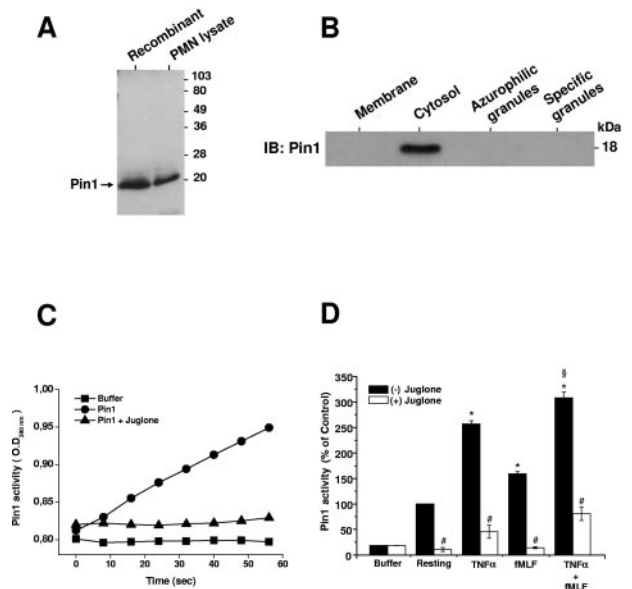 A
Recombinant
PMN lysate
103
80
49
36
28
20
Pin1
B
Membrane
Cytosol
Azurophilic granules
Specific granules
kDa
IB: Pin1
18
C
Buffer
Pin1
Pin1 + Juglone
1,00
0,95
0,90
0,85
0,80
Pin1 activity (O.D390 nm)
0 10 20 30 40 50 60
Time (sec)
D
(-) Juglone
(+) Juglone
350
300
250
200
150
100
50
25
0
Pin1 activity (% of Control)
#
*
#
*
#
§
*
#
Buffer
Resting
TNFα
fMLF
TNFα
+
fMLF